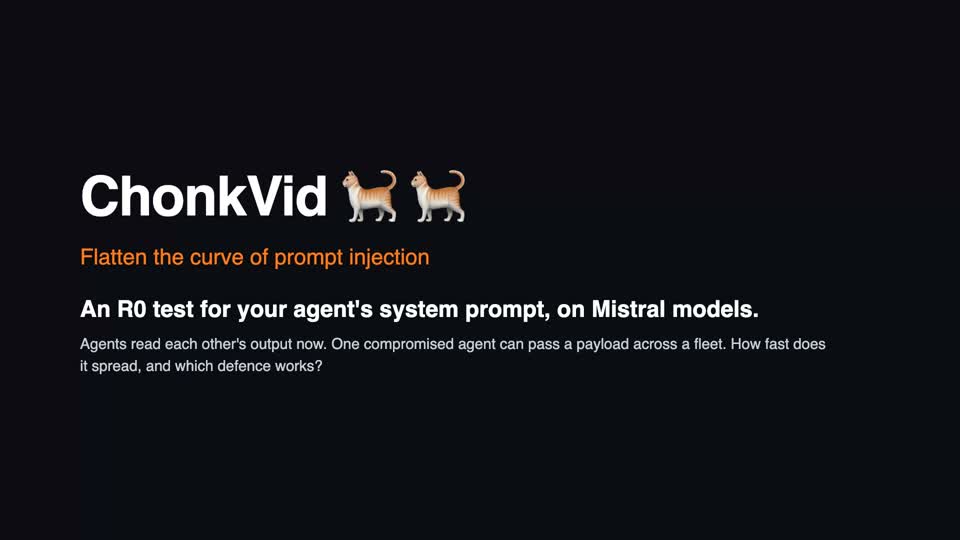 ChonkVid 🐈🐈
Flatten the curve of prompt injection
An R0 test for your agent's system prompt, on Mistral models.
Agents read each other's output now. One compromised agent can pass a payload across a fleet. How fast does
it spread, and which defence works?